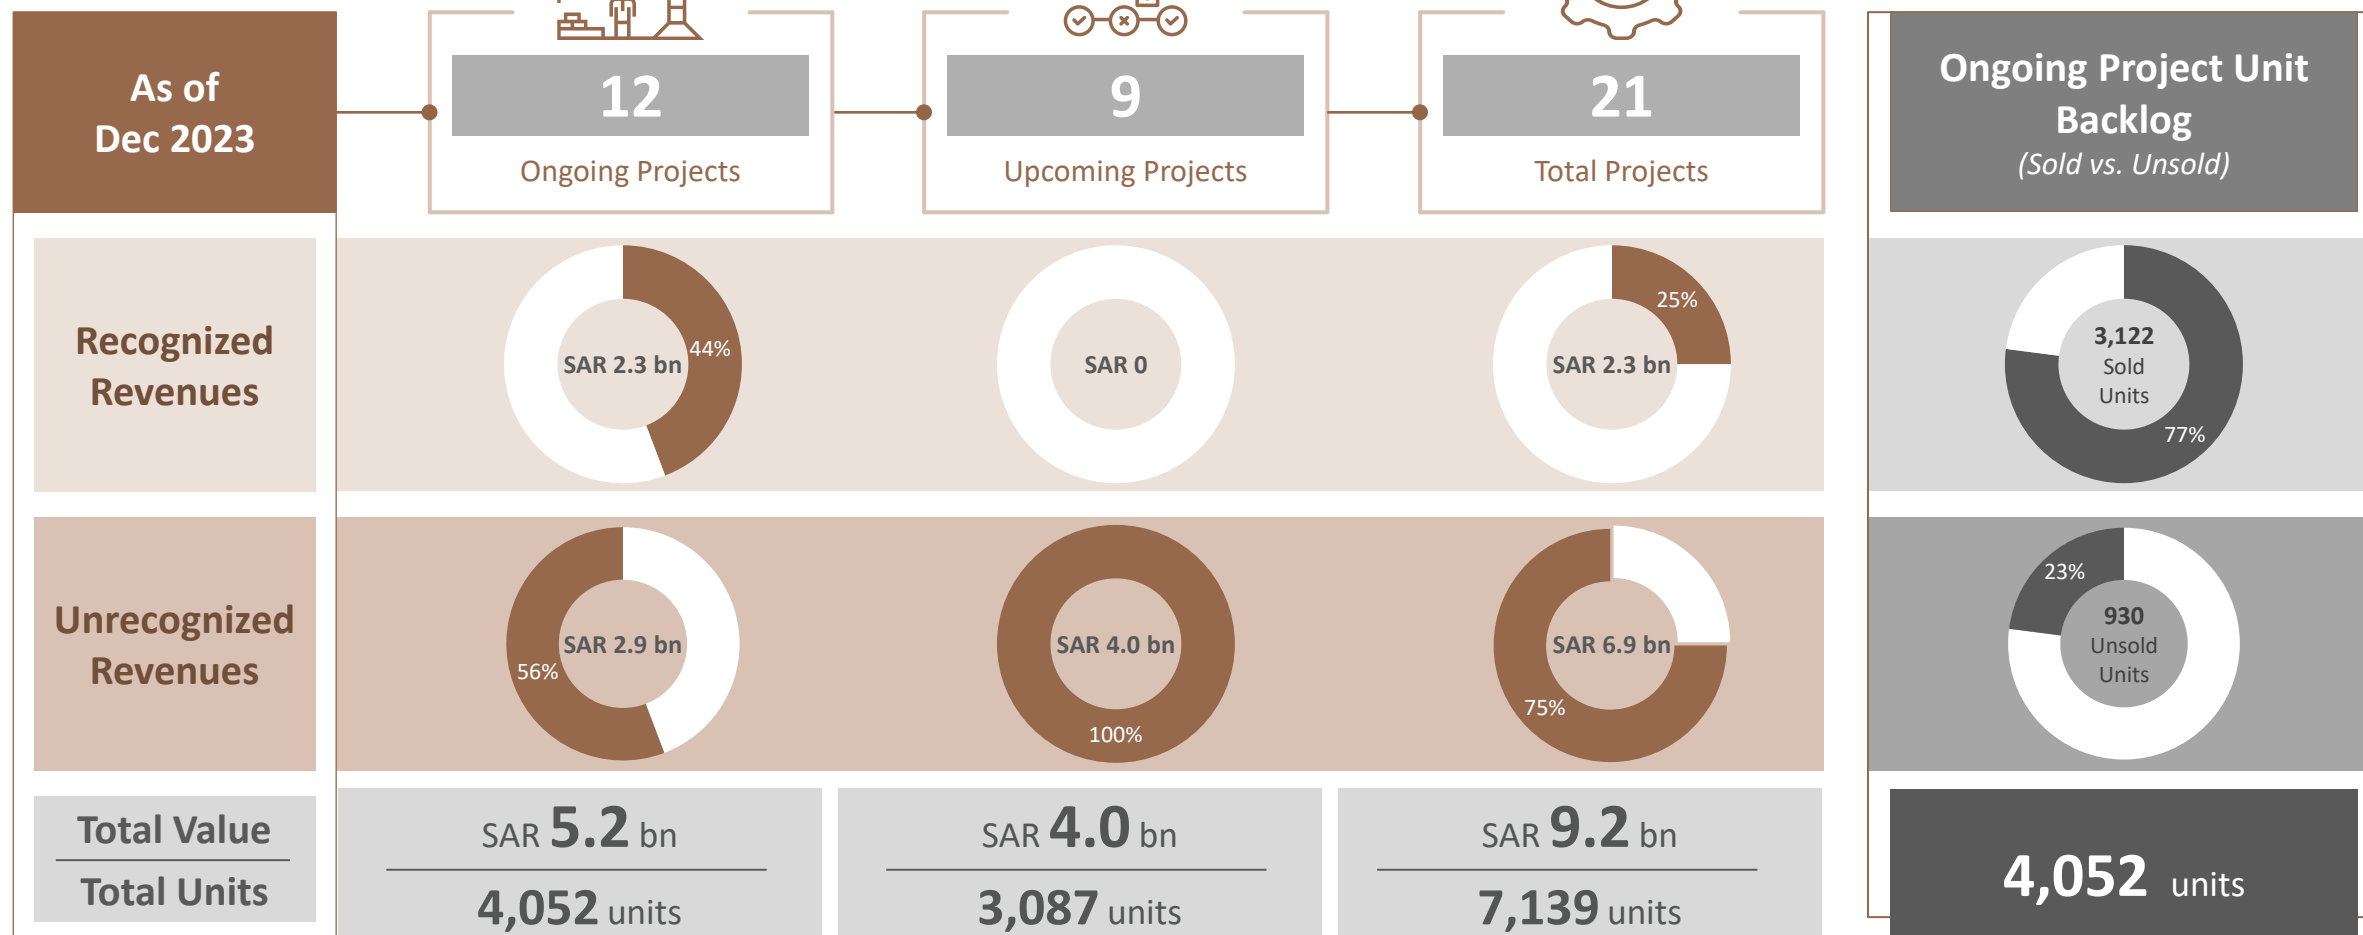 As of
Dec 2023
12
Ongoing Projects
9
Upcoming Projects
21
Total Projects
Ongoing Project Unit
Backlog
(Sold vs. Unsold)
Recognized
Revenues
SAR 2.3 bn
44%
SAR 0
SAR 2.3 bn
25%
3,122
Sold
Units
77%
Unrecognized
Revenues
SAR 2.9 bn
56%
SAR 4.0 bn
100%
SAR 6.9 bn
75%
23%
930
Unsold
Units
Total Value
Total Units
SAR 5.2 bn
4,052 units
SAR 4.0 bn
3,087 units
SAR 9.2 bn
7,139 units
4,052 units